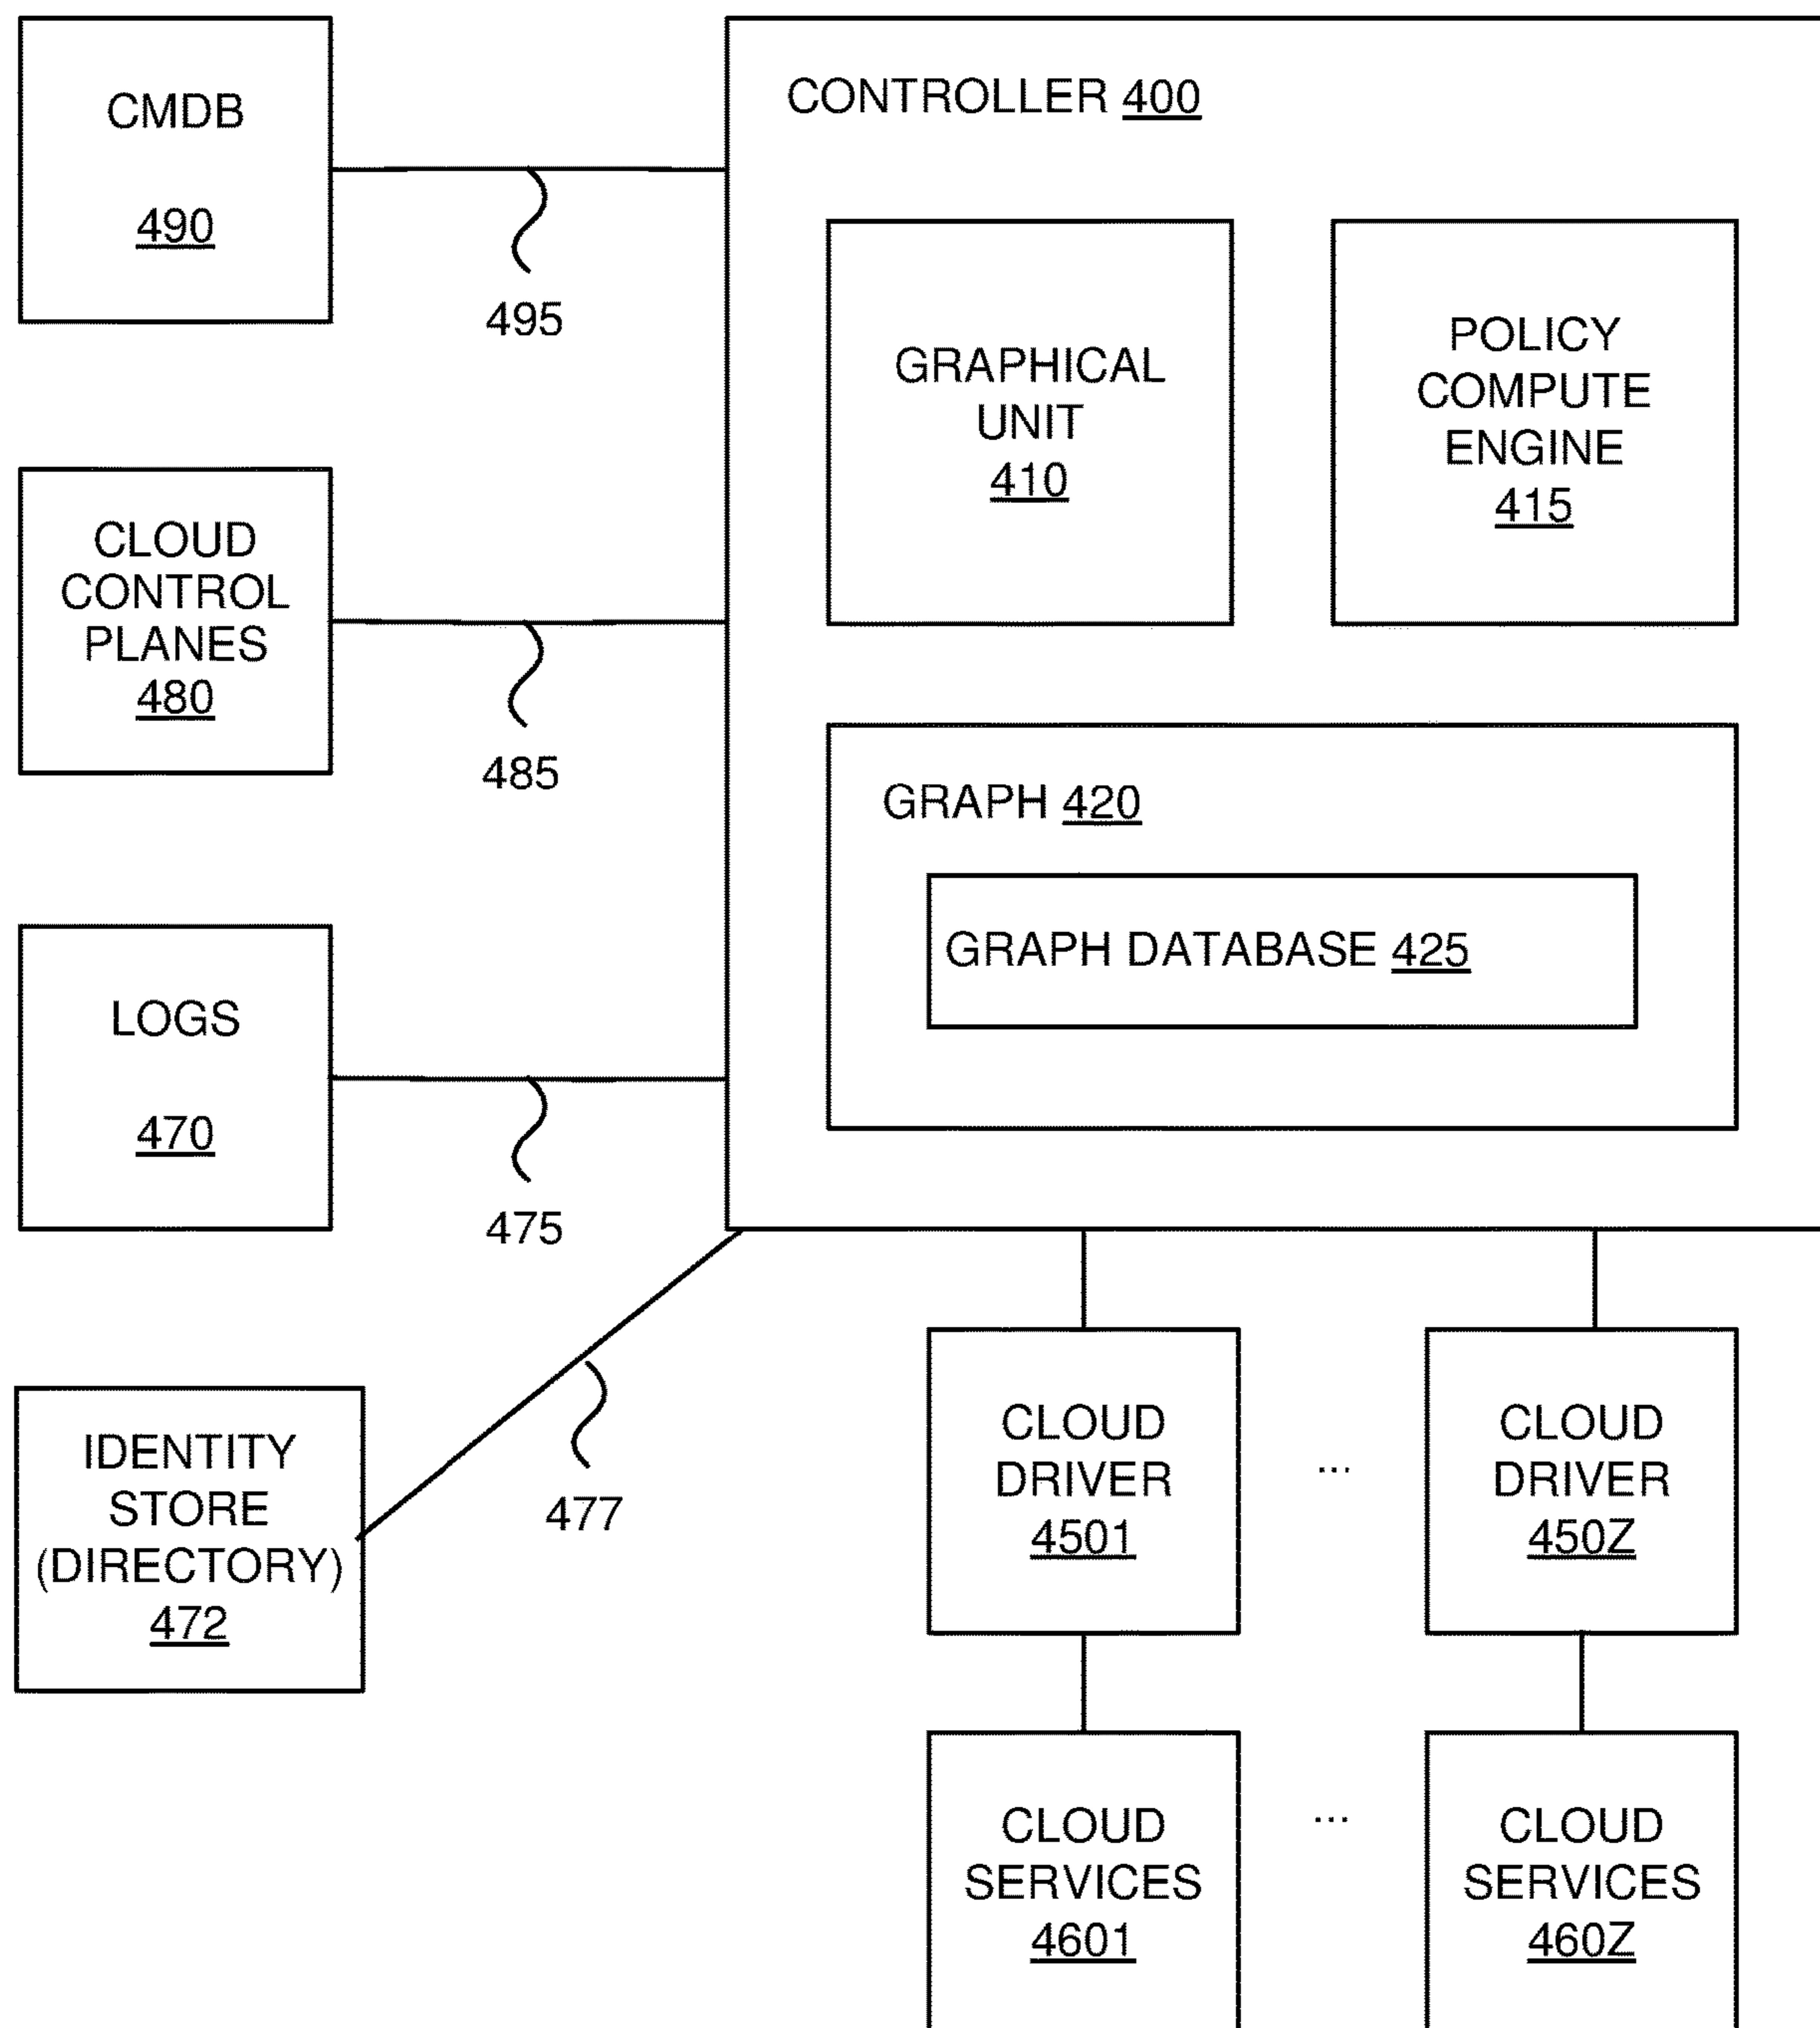 CMDB
490
495
CLOUD
CONTROL
PLANES
480
485
LOGS
470
475
IDENTITY
STORE
(DIRECTORY)
472
477
CONTROLLER 400
GRAPHICAL
UNIT
410
POLICY
COMPUTE
ENGINE
415
GRAPH 420
GRAPH DATABASE 425
CLOUD
DRIVER
4501
...
CLOUD
DRIVER
450Z
CLOUD
SERVICES
4601
...
CLOUD
SERVICES
460Z